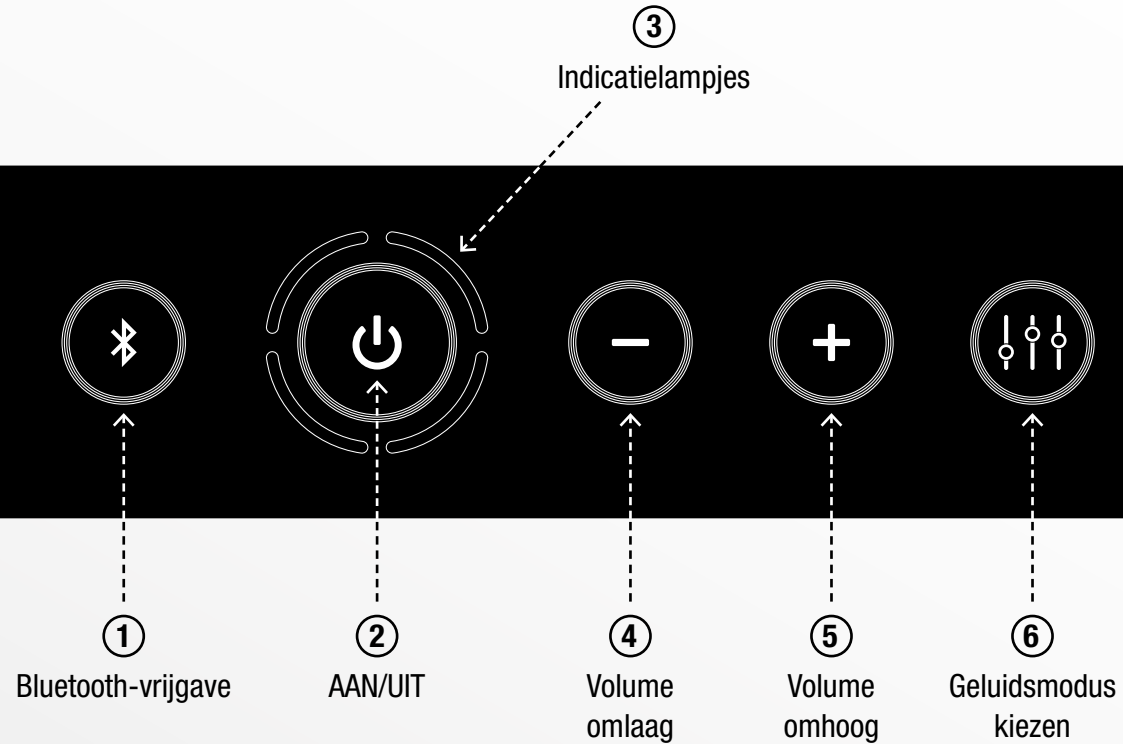 ③
Indicatielampjes
①
Bluetooth-vrijgave
②
AAN/UIT
④
Volume
omlaag
⑤
Volume
omhoog
⑥
Geluidsmodus
kiezen